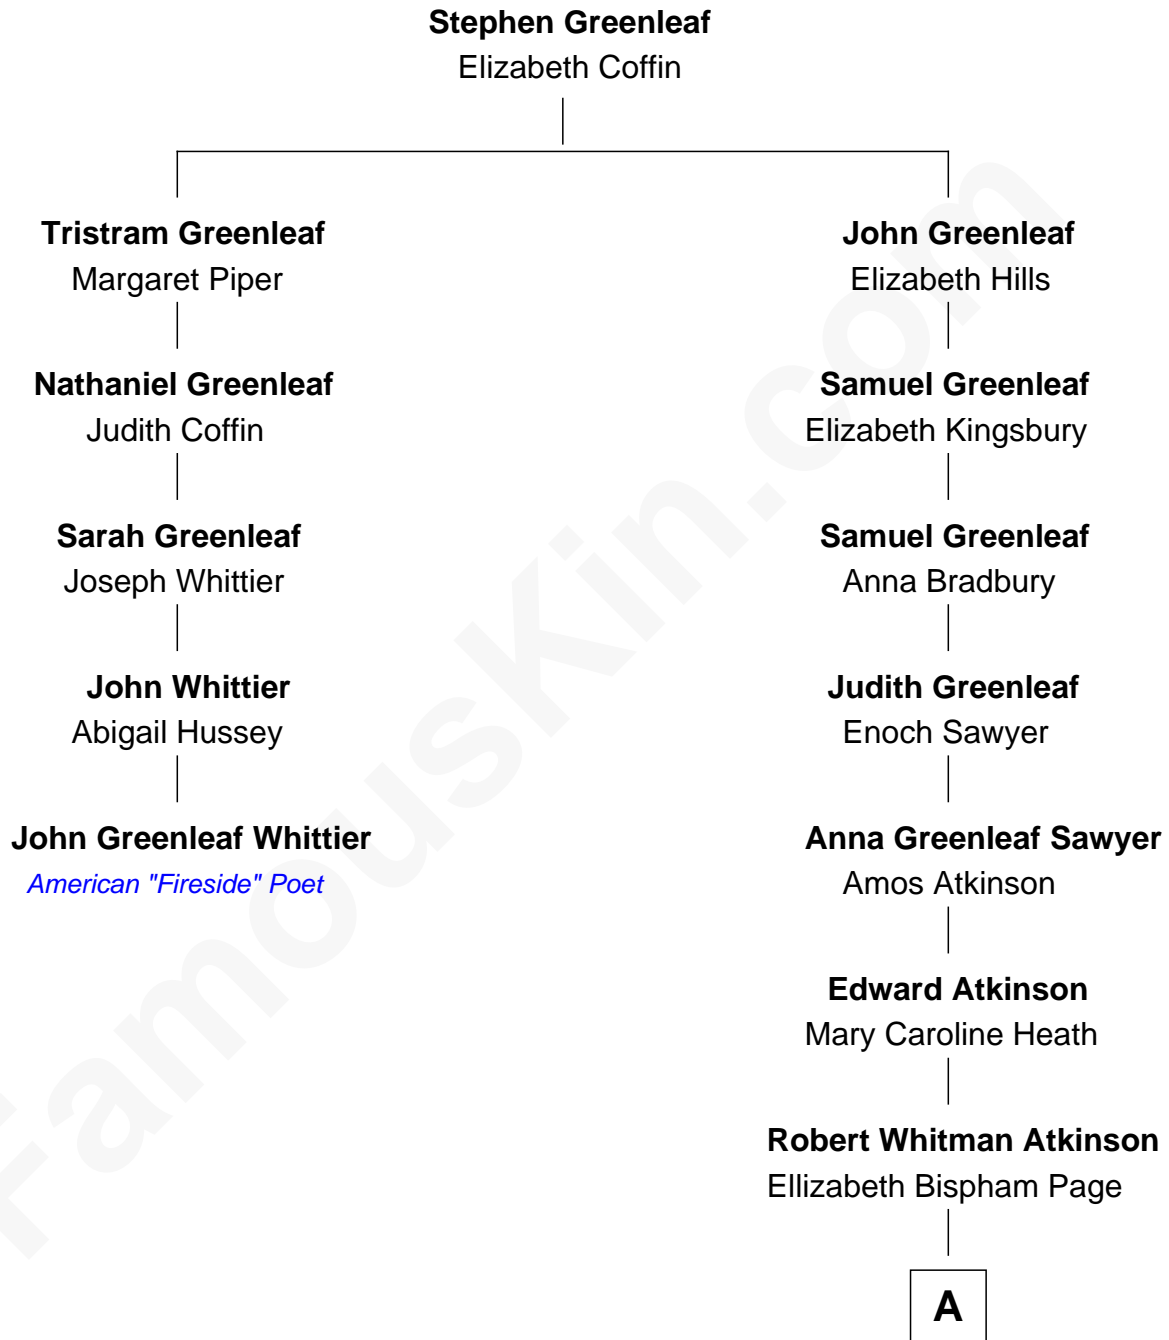 Stephen Greenleaf
Elizabeth Coffin
Tristram Greenleaf
Margaret Piper
Nathaniel Greenleaf
Judith Coffin
Sarah Greenleaf
Joseph Whittier
John Whittier
Abigail Hussey
John Greenleaf Whittier
American "Fireside" Poet
John Greenleaf
Elizabeth Hills
Samuel Greenleaf
Elizabeth Kingsbury
Samuel Greenleaf
Anna Bradbury
Judith Greenleaf
Enoch Sawyer
Anna Greenleaf Sawyer
Amos Atkinson
Edward Atkinson
Mary Caroline Heath
Robert Whitman Atkinson
Ellizabeth Bispham Page
A
FamousKin.com